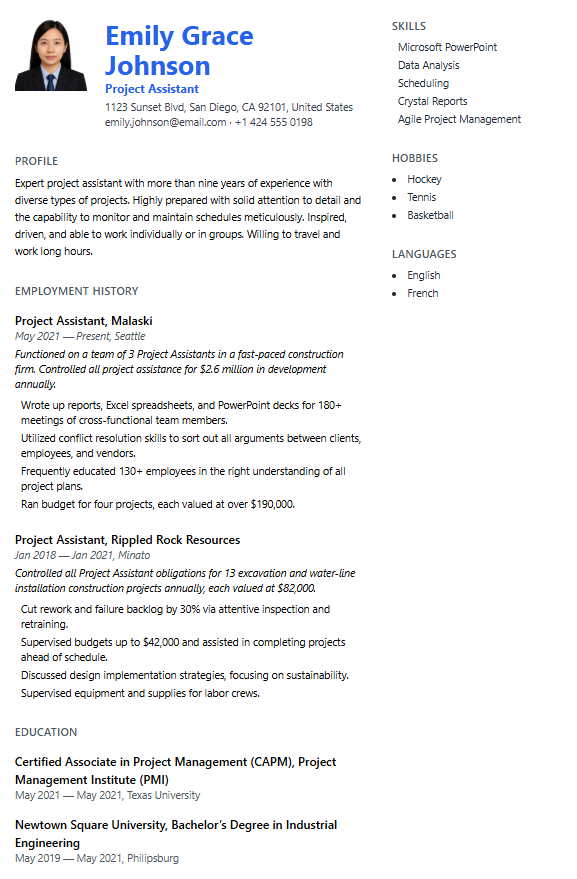 Emily Grace
Johnson
Project Assistant
1123 Sunset Blvd, San Diego, CA 92101, United States
emily.johnson@email.com · +1 424 555 0198
PROFILE
Expert project assistant with more than nine years of experience with
diverse types of projects. Highly prepared with solid attention to detail and
the capability to monitor and maintain schedules meticulously. Inspired,
driven, and able to work individually or in groups. Willing to travel and
work long hours.
EMPLOYMENT HISTORY
Project Assistant, Malaski
May 2021 — Present, Seattle
Functioned on a team of 3 Project Assistants in a fast-paced construction
firm. Controlled all project assistance for $2.6 million in development
annually.
Wrote up reports, Excel spreadsheets, and PowerPoint decks for 180+
meetings of cross-functional team members.
Utilized conflict resolution skills to sort out all arguments between clients,
employees, and vendors.
Frequently educated 130+ employees in the right understanding of all
project plans.
Ran budget for four projects, each valued at over $190,000.
Project Assistant, Rippled Rock Resources
Jan 2018 — Jan 2021, Minato
Controlled all Project Assistant obligations for 13 excavation and water-line
installation construction projects annually, each valued at $82,000.
Cut rework and failure backlog by 30% via attentive inspection and
retraining.
Supervised budgets up to $42,000 and assisted in completing projects
ahead of schedule.
Discussed design implementation strategies, focusing on sustainability.
Supervised equipment and supplies for labor crews.
EDUCATION
Certified Associate in Project Management (CAPM), Project
Management Institute (PMI)
May 2021 — May 2021, Texas University
Newtown Square University, Bachelor's Degree in Industrial
Engineering
May 2019 — May 2021, Philipsburg
SKILLS
Microsoft PowerPoint
Data Analysis
Scheduling
Crystal Reports
Agile Project Management
HOBBIES
• Hockey
• Tennis
• Basketball
LANGUAGES
• English
• French